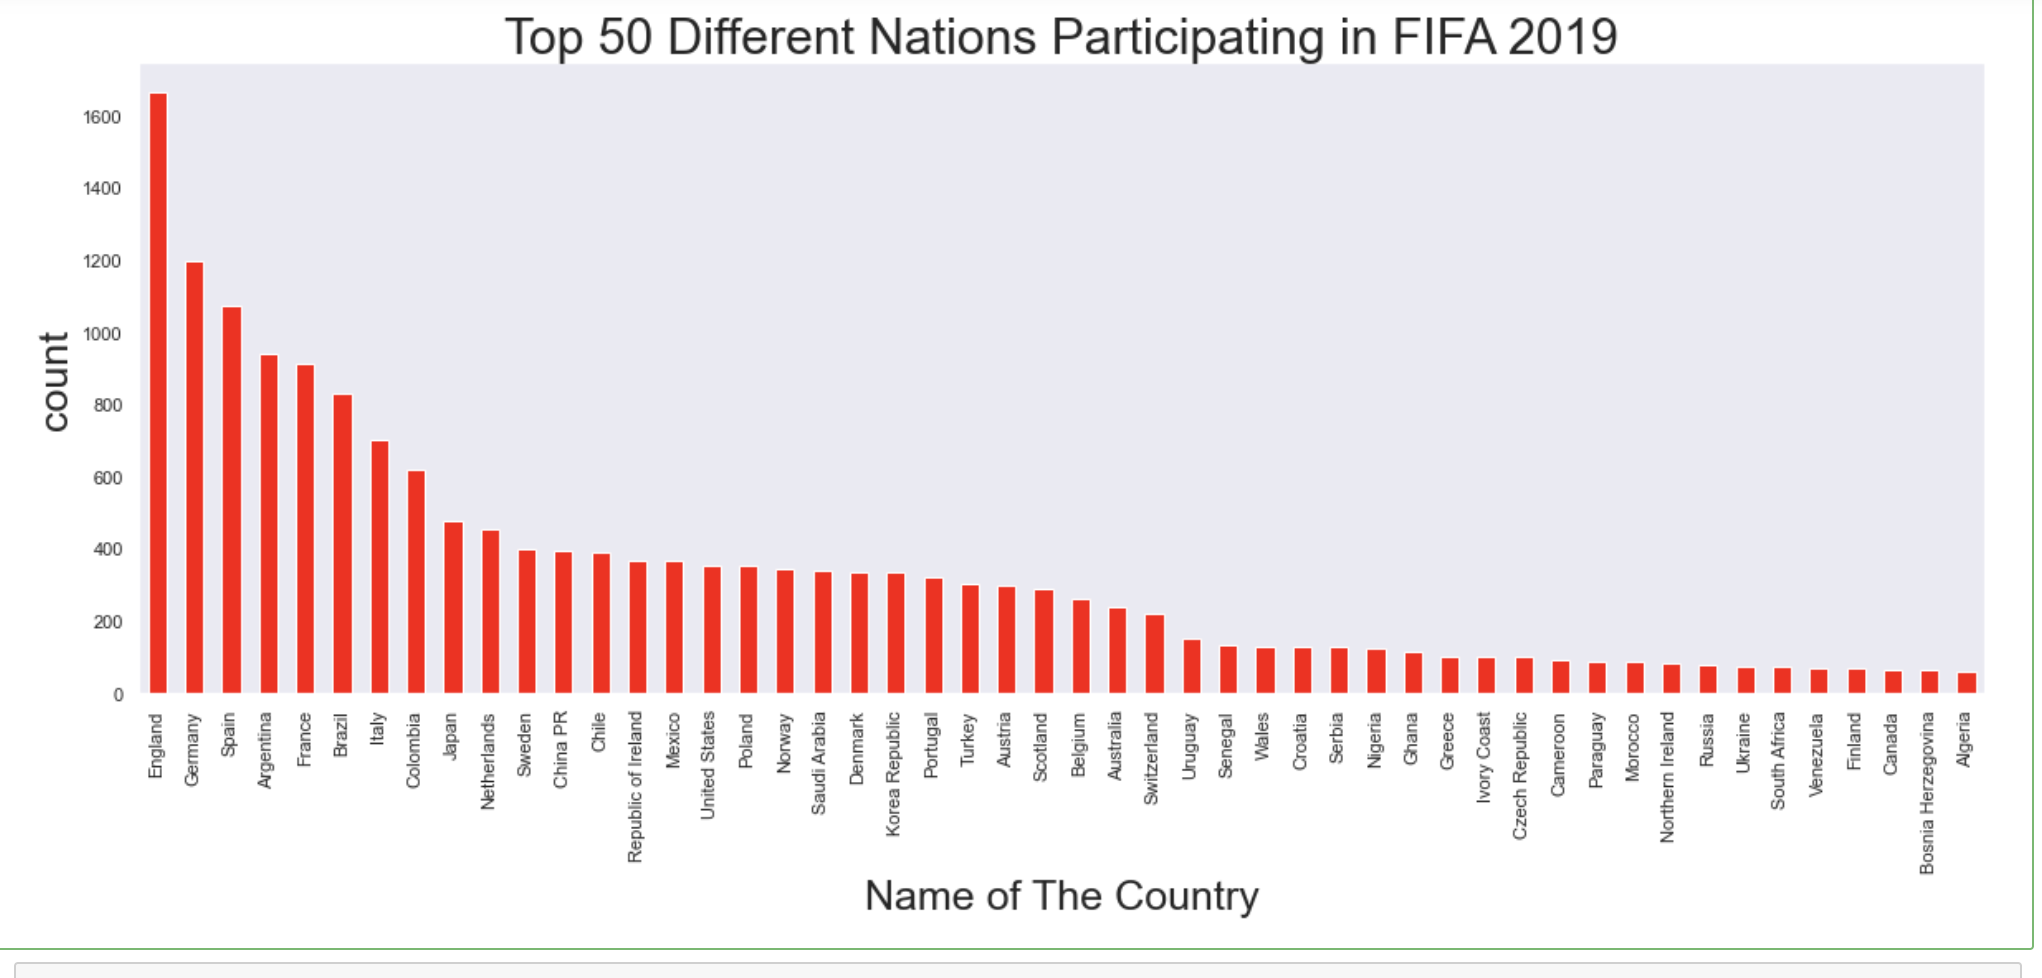 Top 50 Different Nations Participating in FIFA 2019
count
1600
1400
1200
1000
800
600
400
200
0
England
Germany
Spain
Argentina
France
Brazil
Italy
Colombia
Japan
Netherlands
Sweden
China PR
Chile
Republic of Ireland
Mexico
United States
Poland
Norway
Saudi Arabia
Denmark
Korea Republic
Portugal
Turkey
Austria
Scotland
Belgium
Australia
Switzerland
Uruguay
Senegal
Wales
Croatia
Serbia
Nigeria
Ghana
Greece
Ivory Coast
Czech Republic
Cameroon
Paraguay
Morocco
Northern Ireland
Russia
Ukraine
South Africa
Venezuela
Finland
Canada
Bosnia Herzegovina
Algeria
Name of The Country